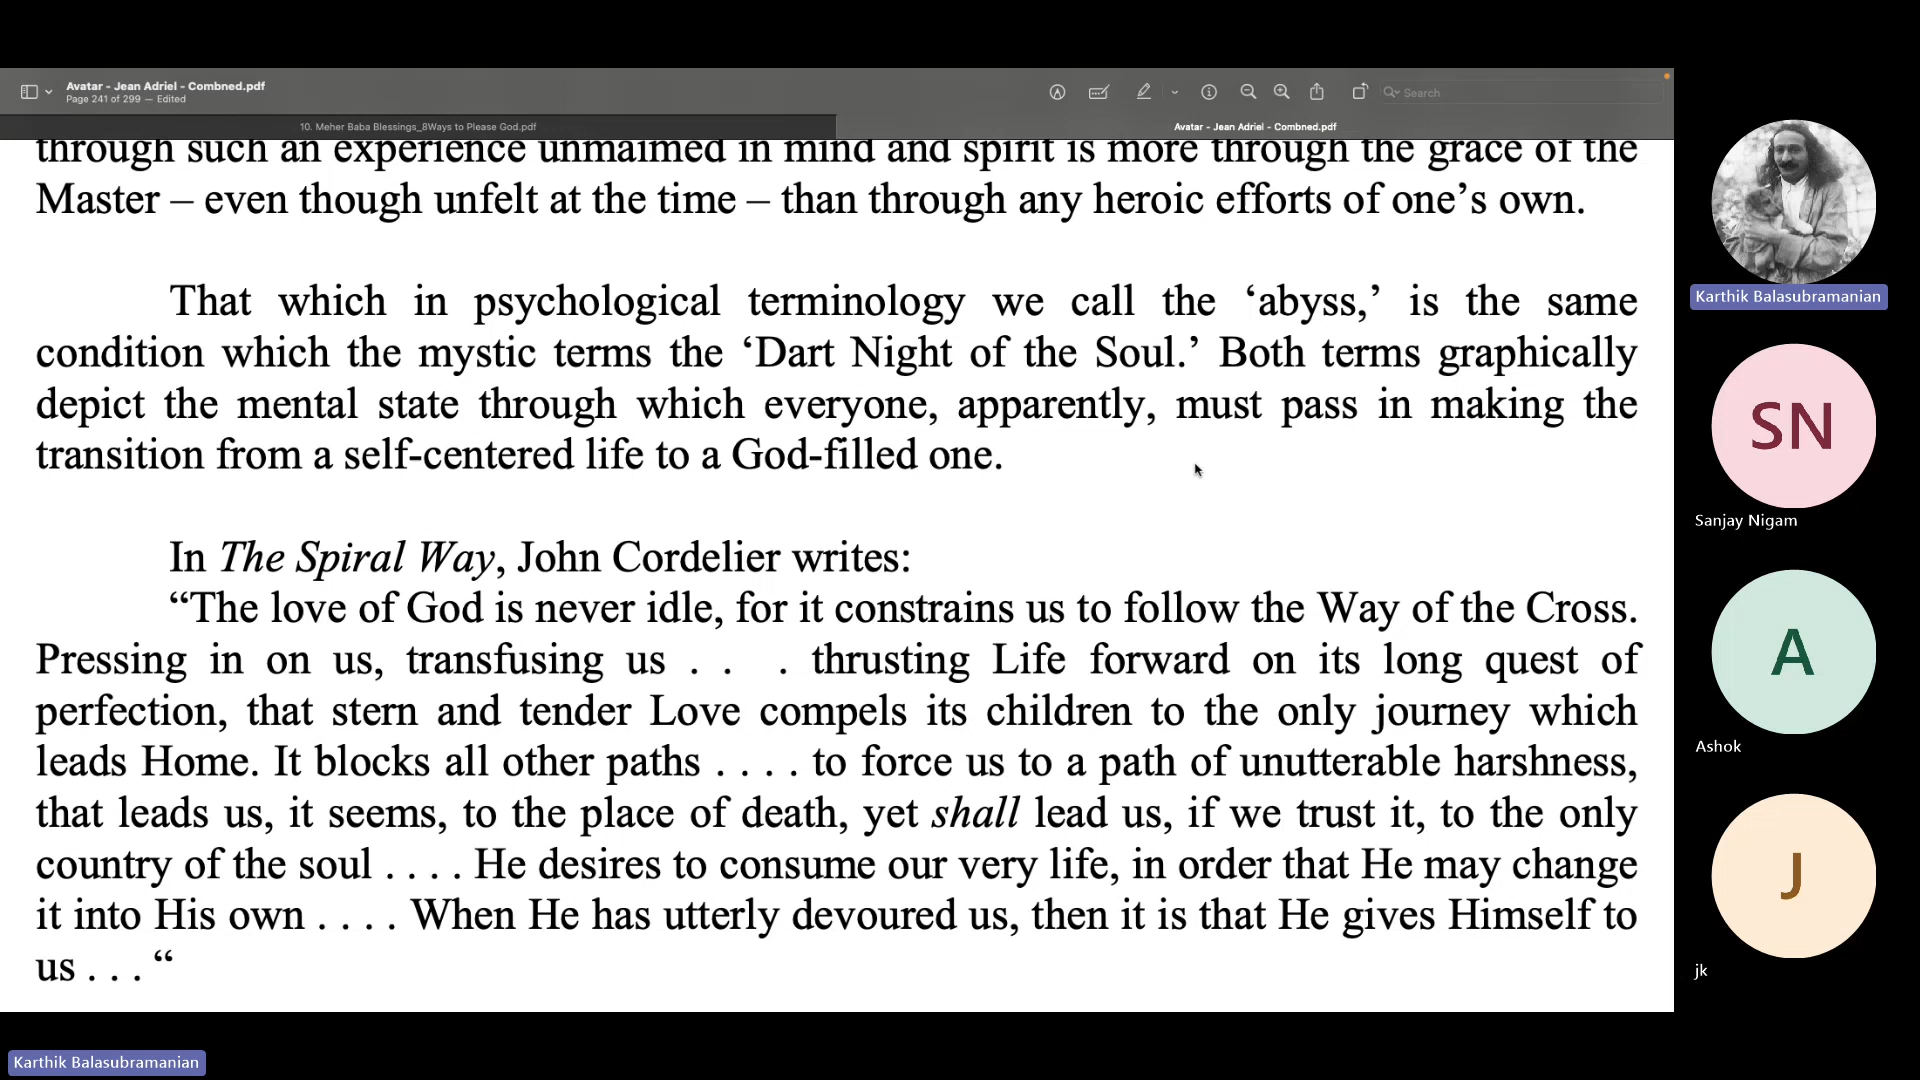 Avatar - Jean Adriel - Combned.pdf
Page 241 of 299 — Edited
Search
10. Meher Baba Blessings_8Ways to Please God.pdf
Avatar - Jean Adriel - Combned.pdf
through such an experience unmaimed in mind and spirit is more through the grace of the
Master – even though unfelt at the time – than through any heroic efforts of one’s own.
That which in psychological terminology we call the ‘abyss,’ is the same
condition which the mystic terms the ‘Dart Night of the Soul.’ Both terms graphically
depict the mental state through which everyone, apparently, must pass in making the
transition from a self-centered life to a God-filled one.
In The Spiral Way, John Cordelier writes:
“The love of God is never idle, for it constrains us to follow the Way of the Cross.
Pressing in on us, transfusing us . . . thrusting Life forward on its long quest of
perfection, that stern and tender Love compels its children to the only journey which
leads Home. It blocks all other paths . . . . to force us to a path of unutterable harshness,
that leads us, it seems, to the place of death, yet shall lead us, if we trust it, to the only
country of the soul . . . . He desires to consume our very life, in order that He may change
it into His own . . . . When He has utterly devoured us, then it is that He gives Himself to
us . . . “
Karthik Balasubramanian
SN
Sanjay Nigam
A
Ashok
J
jk
Karthik Balasubramanian